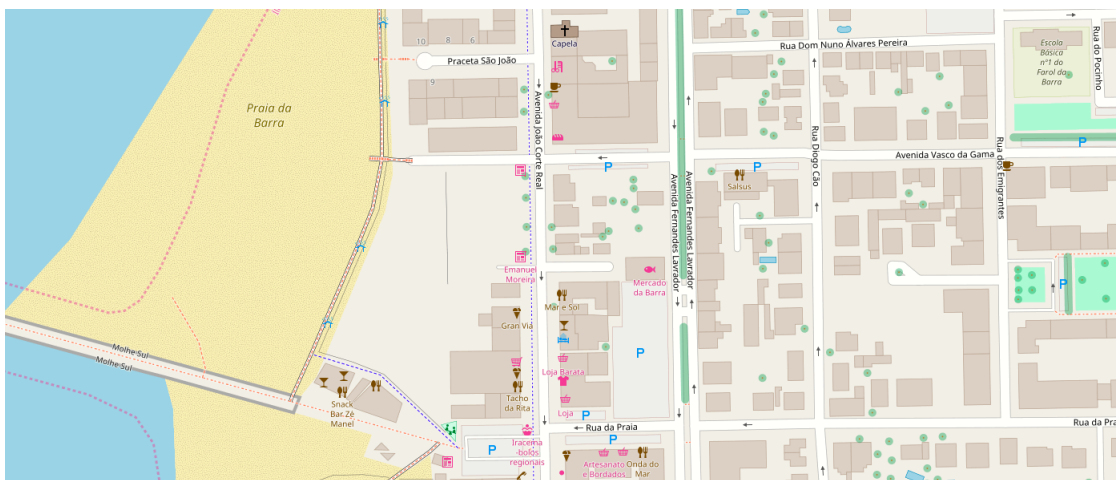 Capela
10
8
6
Praceta São João
9
Praia da
Barra
Avenida João Corte Real
Rua Dom Nuno Álvares Pereira
Escola
Básica
nº1 do
Farol da
Barra
Rua do Pocinho
P
Avenida Vasco da Gama
Rua Diogo Cão
Rua dos Emigrantes
P
P
Salsus
Avenida Fernandes Lavrador
Avenida Fernandes Lavrador
Emanuel
Moreira
Mercado
da Barra
P
Mar e Sol
Gran Viá
Molhe Sul
Molhe Sul
P
Loja Barata
Tacho
da Rita
Snack
Bar Zé
Manel
Loja
P
Rua da Praia
Rua da Pra
Iracema
-bolos
regionais
P
P
Artesanato
e Bordados
Onda do
Mar